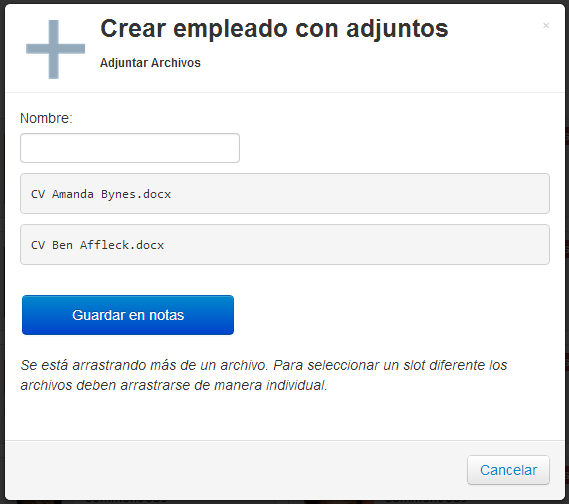 Crear empleado con adjuntos
×
Adjuntar Archivos
Nombre:
CV Amanda Bynes.docx
CV Ben Affleck.docx
Guardar en notas
Se está arrastrando más de un archivo. Para seleccionar un slot diferente los
archivos deben arrastrarse de manera individual.
Cancelar